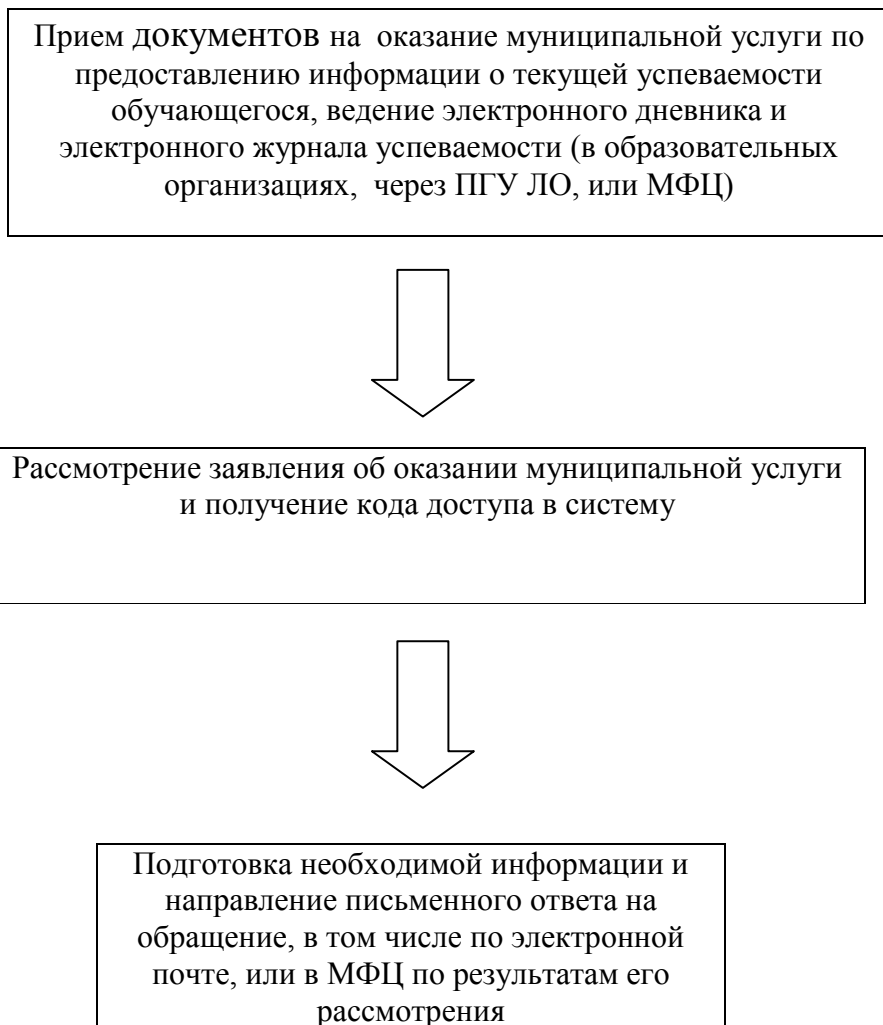 Прием документов на оказание муниципальной услуги по
предоставлению информации о текущей успеваемости
обучающегося, ведение электронного дневника и
электронного журнала успеваемости (в образовательных
организациях, через ПГУ ЛО, или МФЦ)
Рассмотрение заявления об оказании муниципальной услуги
и получение кода доступа в систему
Подготовка необходимой информации и
направление письменного ответа на
обращение, в том числе по электронной
почте, или в МФЦ по результатам его
рассмотрения